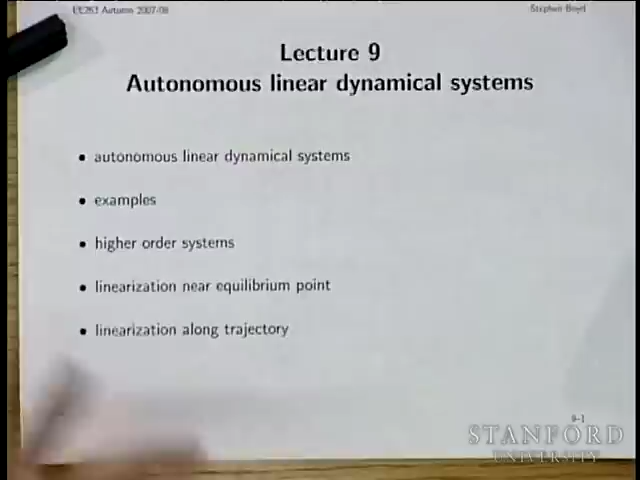 EE263 Autumn 2007-08
Stephen Boyd
Lecture 9
Autonomous linear dynamical systems
• autonomous linear dynamical systems
• examples
• higher order systems
• linearization near equilibrium point
• linearization along trajectory
9-1
STANFORD
UNIVERSITY